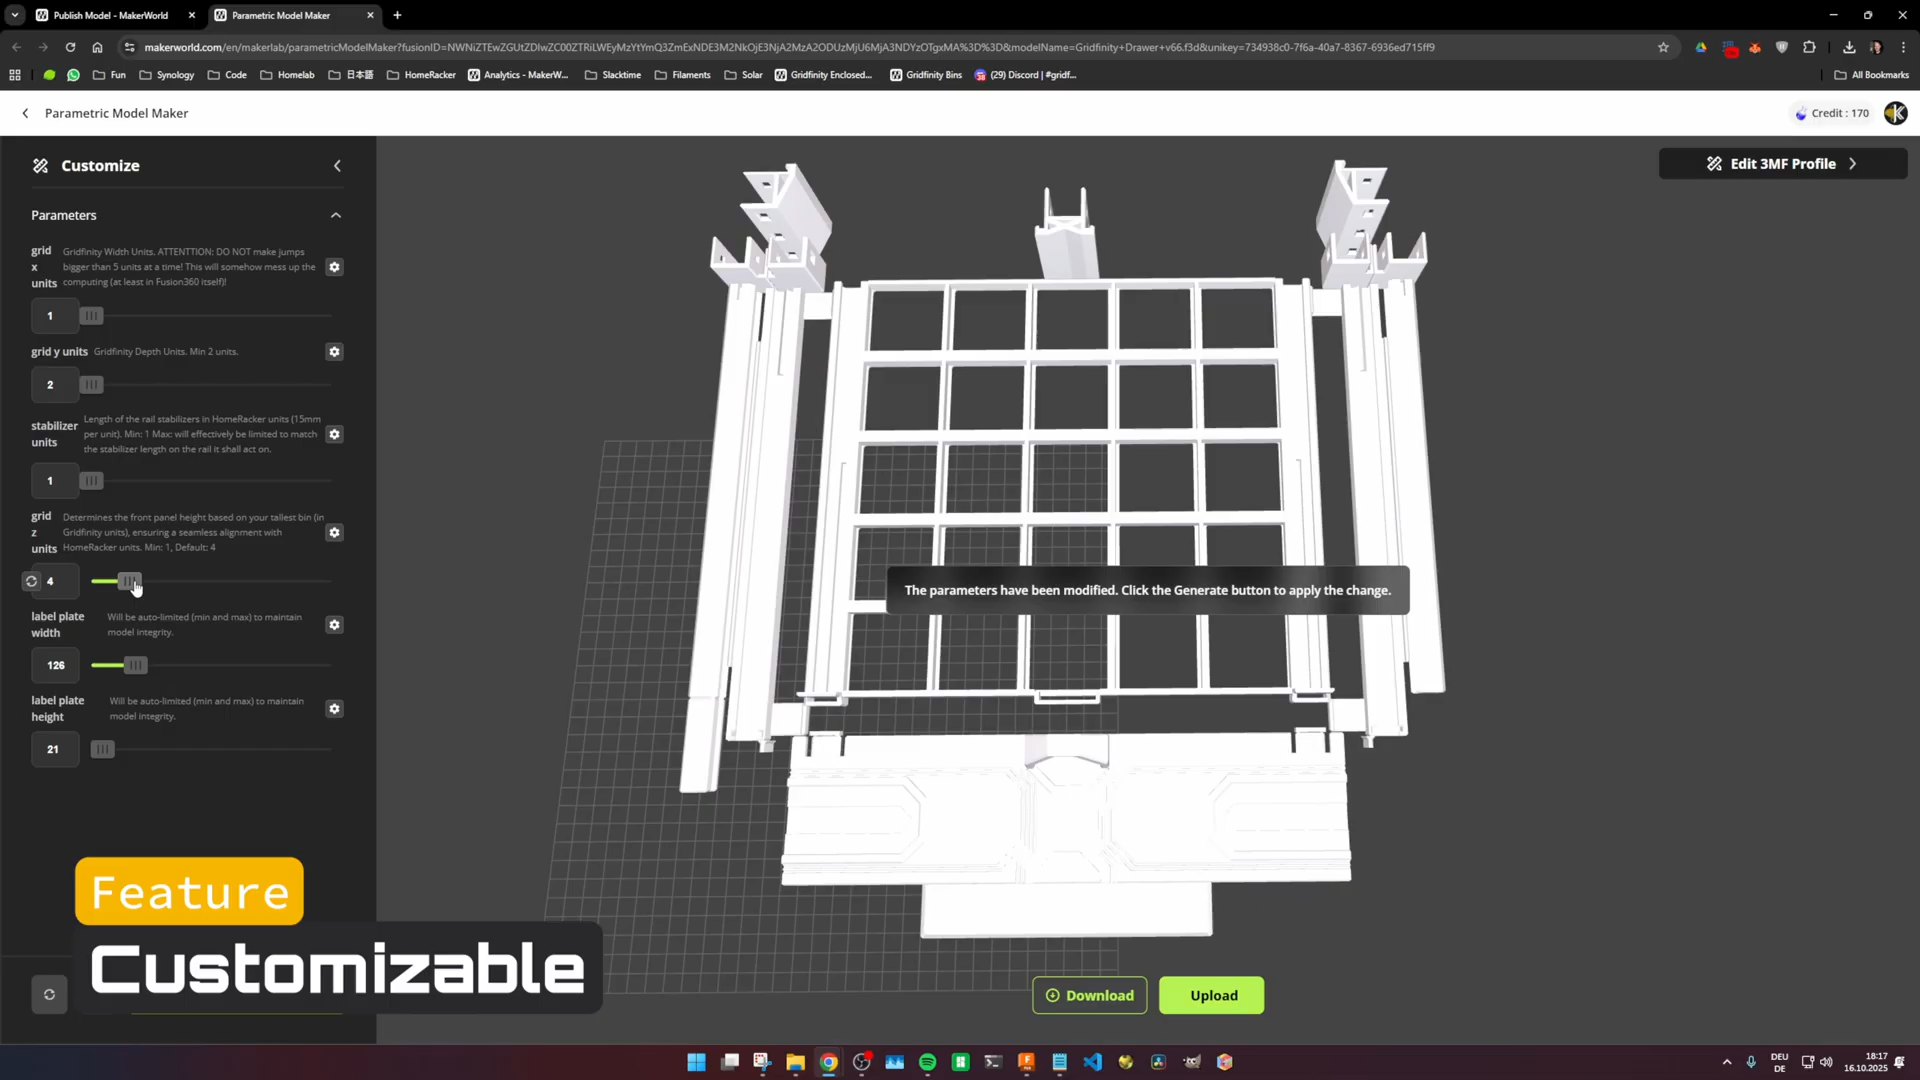 Publish Model - MakerWorld
Parametric Model Maker
makerworld.com/en/makerlab/parametricModelMaker?fusionID=NWNiZTEwZGUtZDIwZC00ZTRiLWEyMzYtYmQ3ZmExNDE3M2NkOjE3NjA2MzA2ODUzMjU6MjA3NDYzOTgxMA%3D%3D&modelName=Gridfinity+Drawer+v66.f3d&unikey=734938c0-7f6a-40a7-8367-6936ed715ff9
Fun
Synology
Code
Homelab
日本語
HomeRacker
Analytics - MakerW...
Slacktime
Filaments
Solar
Gridfinity Enclosed...
Gridfinity Bins
(29) Discord | #gridf...
All Bookmarks
Parametric Model Maker
Credit : 170
Customize
Edit 3MF Profile
Parameters
grid x units
Gridfinity Width Units. ATTENTTION: DO NOT make jumps
bigger than 5 units at a time! This will somehow mess up the
computing (at least in Fusion360 itself)!
1
grid y units
Gridfinity Depth Units. Min 2 units.
2
stabilizer units
Length of the rail stabilizers in HomeRacker units (15mm
per unit). Min: 1 Max: will effectively be limited to match
the stabilizer length on the rail it shall act on.
1
grid z units
Determines the front panel height based on your tallest bin (in
Gridfinity units), ensuring a seamless alignment with
HomeRacker units. Min: 1, Default: 4
4
The parameters have been modified. Click the Generate button to apply the change.
label plate width
Will be auto-limited (min and max) to maintain
model integrity.
126
label plate height
Will be auto-limited (min and max) to maintain
model integrity.
21
Feature
Customizable
Download
Upload
DEU
DE
18:17
16.10.2025